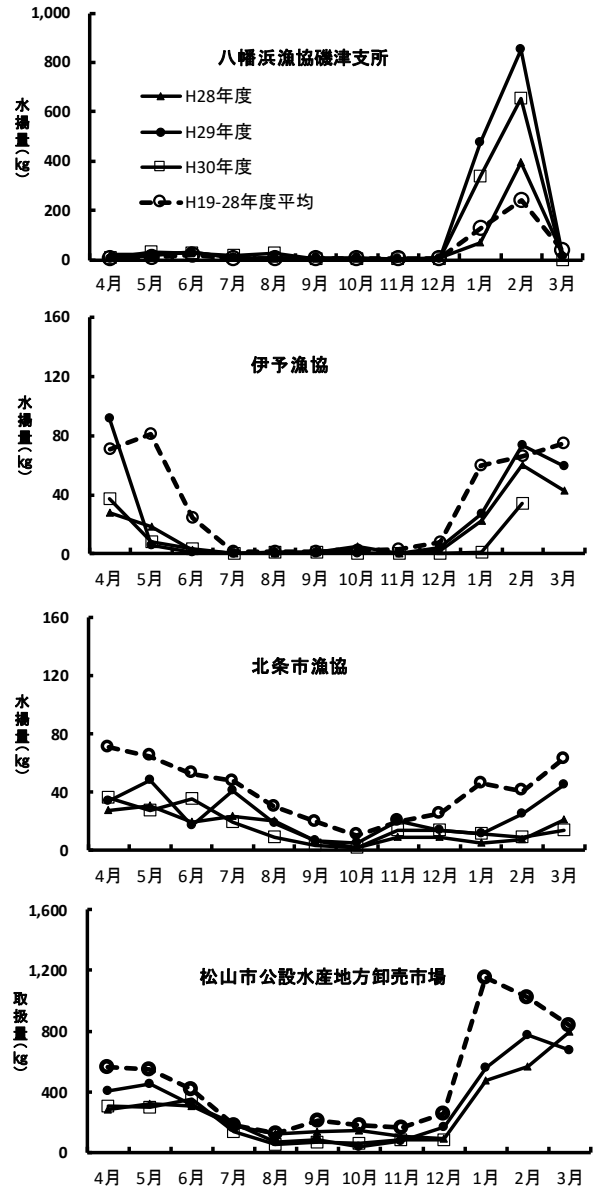 1,000
800
600
400
200
0
水揚量(㎏)
八幡浜漁協磯津支所
H28年度
H29年度
H30年度
H19-28年度平均
4月 5月 6月 7月 8月 9月 10月 11月 12月 1月 2月 3月
160
120
80
40
0
水揚量(㎏)
伊予漁協
4月 5月 6月 7月 8月 9月 10月 11月 12月 1月 2月 3月
160
120
80
40
0
水揚量(㎏)
北条市漁協
4月 5月 6月 7月 8月 9月 10月 11月 12月 1月 2月 3月
1,600
1,200
800
400
0
取扱量(㎏)
松山市公設水産地方卸売市場
4月 5月 6月 7月 8月 9月 10月 11月 12月 1月 2月 3月